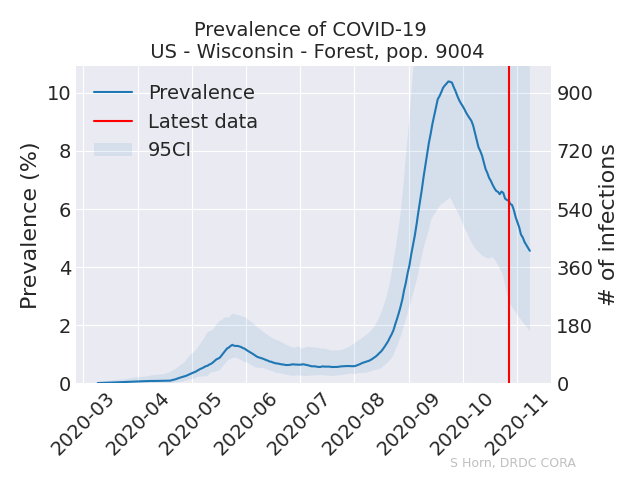 Prevalence of COVID-19
US - Wisconsin - Forest, pop. 9004
Prevalence
Latest data
95CI
Prevalence (%)
10
8
6
4
2
0
# of infections
900
720
540
360
180
0
2020-03
2020-04
2020-05
2020-06
2020-07
2020-08
2020-09
2020-10
2020-11
S Horn, DRDC CORA